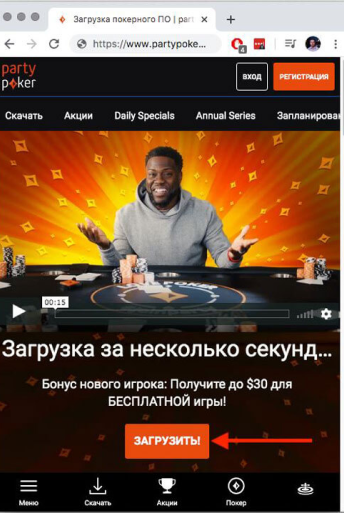 Загрузка покерного ПО | part
https://www.partypoke...
party
poker
ВХОД
РЕГИСТРАЦИЯ
Скачать
Акции
Daily Specials
Annual Series
Запланирован
00:15
Загрузка за несколько секунд...
Бонус нового игрока: Получите до $30 для
БЕСПЛАТНОЙ игры!
ЗАГРУЗИТЬ!
Меню
Скачать
Акции
Покер